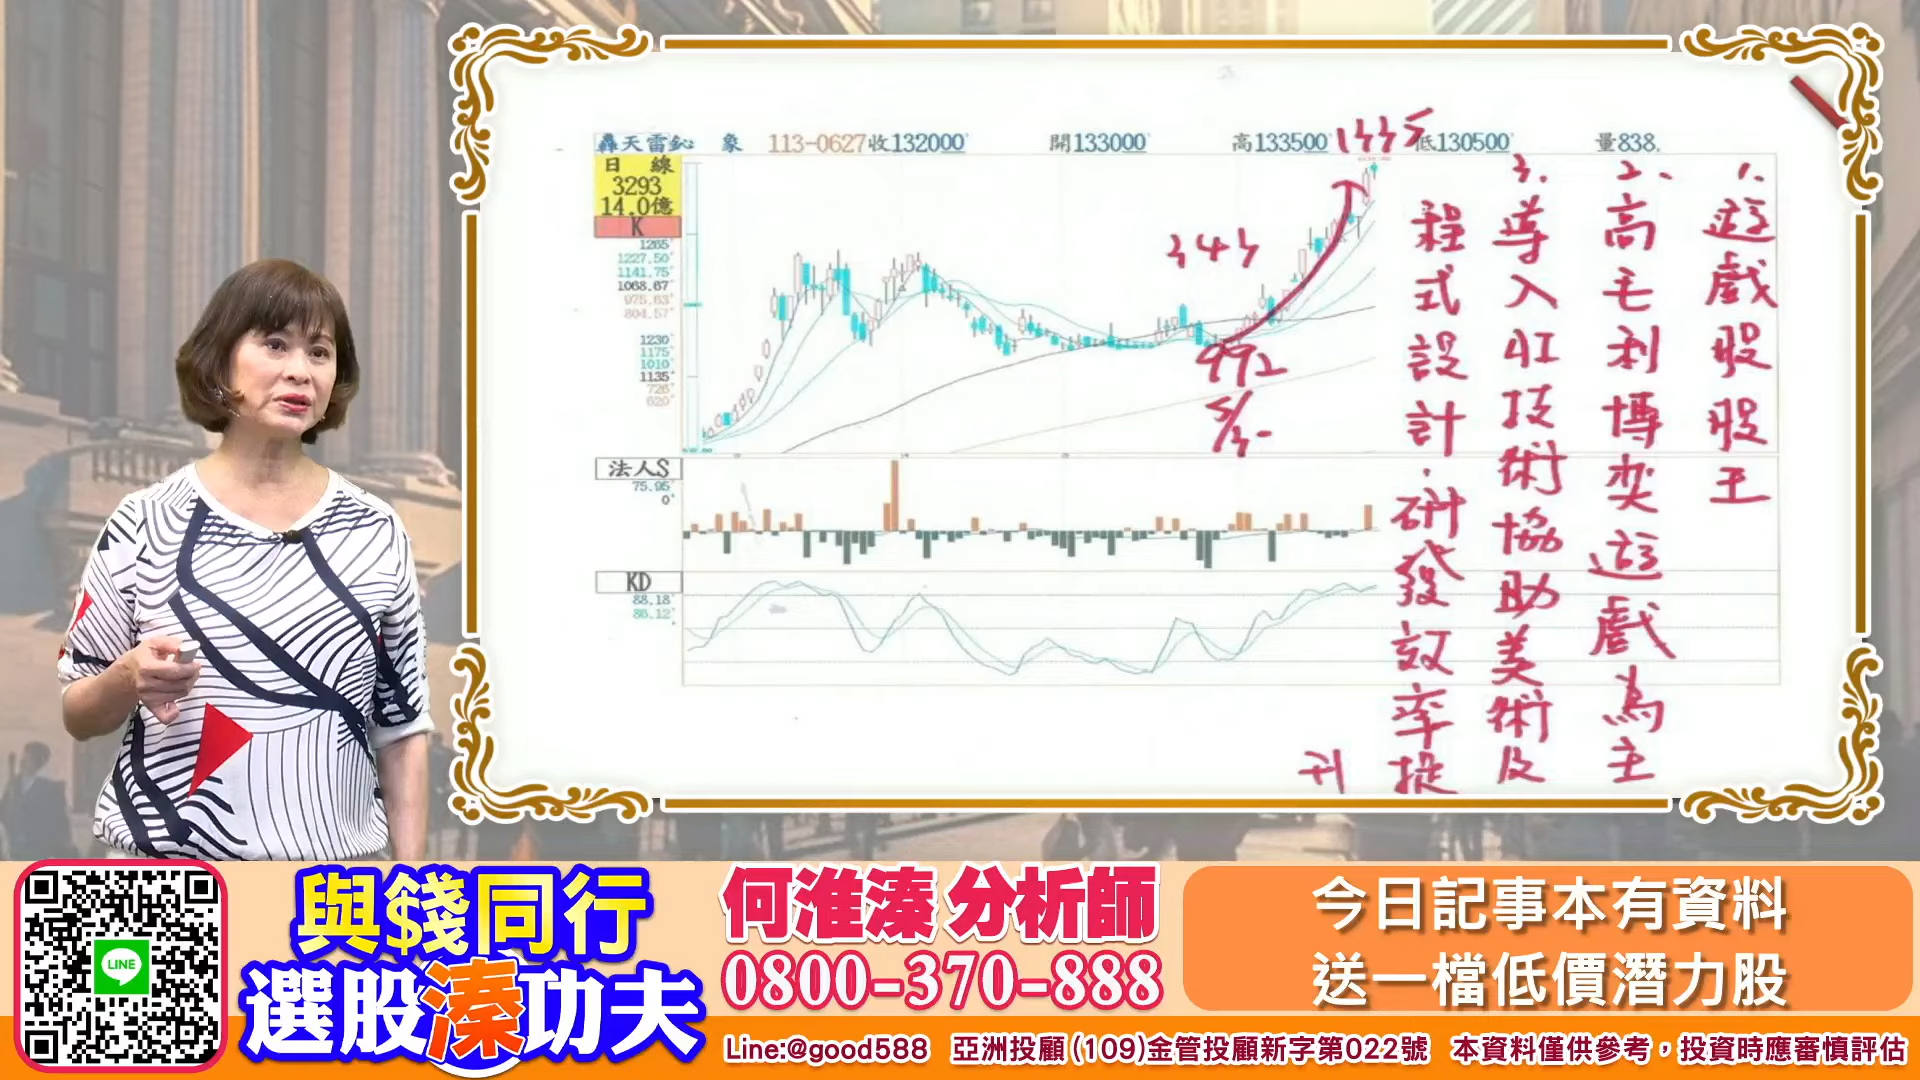 轟天雷鈊 象 113-0627收132000 開133000 高133500 低130500 量838.
日 線
3293
14.0億
K
1265
1227.50
1141.75
1068.67
975.63
804.57
1230
1175
1010
1135
726
620
1335
343
992
5/3-
法人S
75.95
0
KD
88.18
86.12
1. 遊戲股股王
2. 高毛利博奕遊戲為主
3. 導入AI技術協助美術及
程式設計.研發效率提
升
LINE
與$錢同行
選股溱功夫
何淮溱 分析師
0800-370-888
今日記事本有資料
送一檔低價潛力股
Line:@good588 亞洲投顧 (109)金管投顧新字第022號 本資料僅供參考，投資時應審慎評估